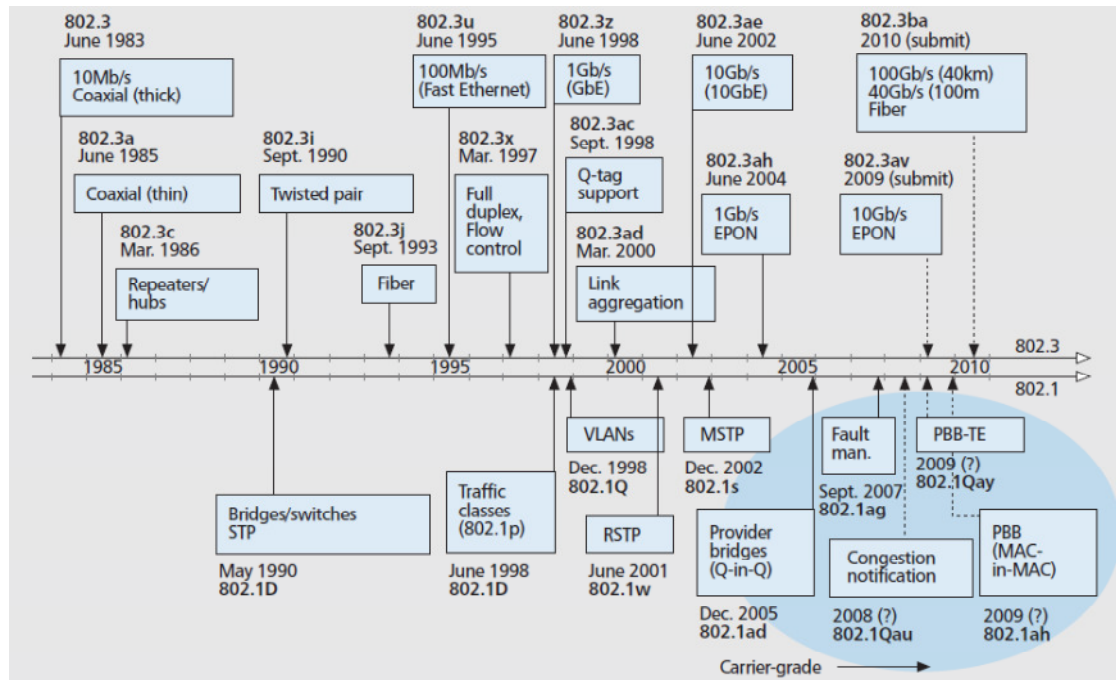 802.3
June 1983
10Mb/s
Coaxial (thick)
802.3a
June 1985
Coaxial (thin)
802.3c
Mar. 1986
Repeaters/
hubs
802.3i
Sept. 1990
Twisted pair
802.3j
Sept. 1993
Fiber
802.3u
June 1995
100Mb/s
(Fast Ethernet)
802.3x
Mar. 1997
Full
duplex,
Flow
control
802.3z
June 1998
1Gb/s
(GbE)
802.3ac
Sept. 1998
Q-tag
support
802.3ad
Mar. 2000
Link
aggregation
802.3ae
June 2002
10Gb/s
(10GbE)
802.3ah
June 2004
1Gb/s
EPON
802.3ba
2010 (submit)
100Gb/s (40km)
40Gb/s (100m
Fiber
802.3av
2009 (submit)
10Gb/s
EPON
802.3
1985 1990 1995 2000 2005 2010
802.1
Bridges/switches
STP
May 1990
802.1D
Traffic
classes
(802.1p)
June 1998
802.1D
VLANs
Dec. 1998
802.1Q
RSTP
June 2001
802.1w
MSTP
Dec. 2002
802.1s
Provider
bridges
(Q-in-Q)
Dec. 2005
802.1ad
Fault
man.
Sept. 2007
802.1ag
Congestion
notification
2008 (?)
802.1Qau
PBB-TE
2009 (?)
802.1Qay
PBB
(MAC-
in-MAC)
2009 (?)
802.1ah
Carrier-grade